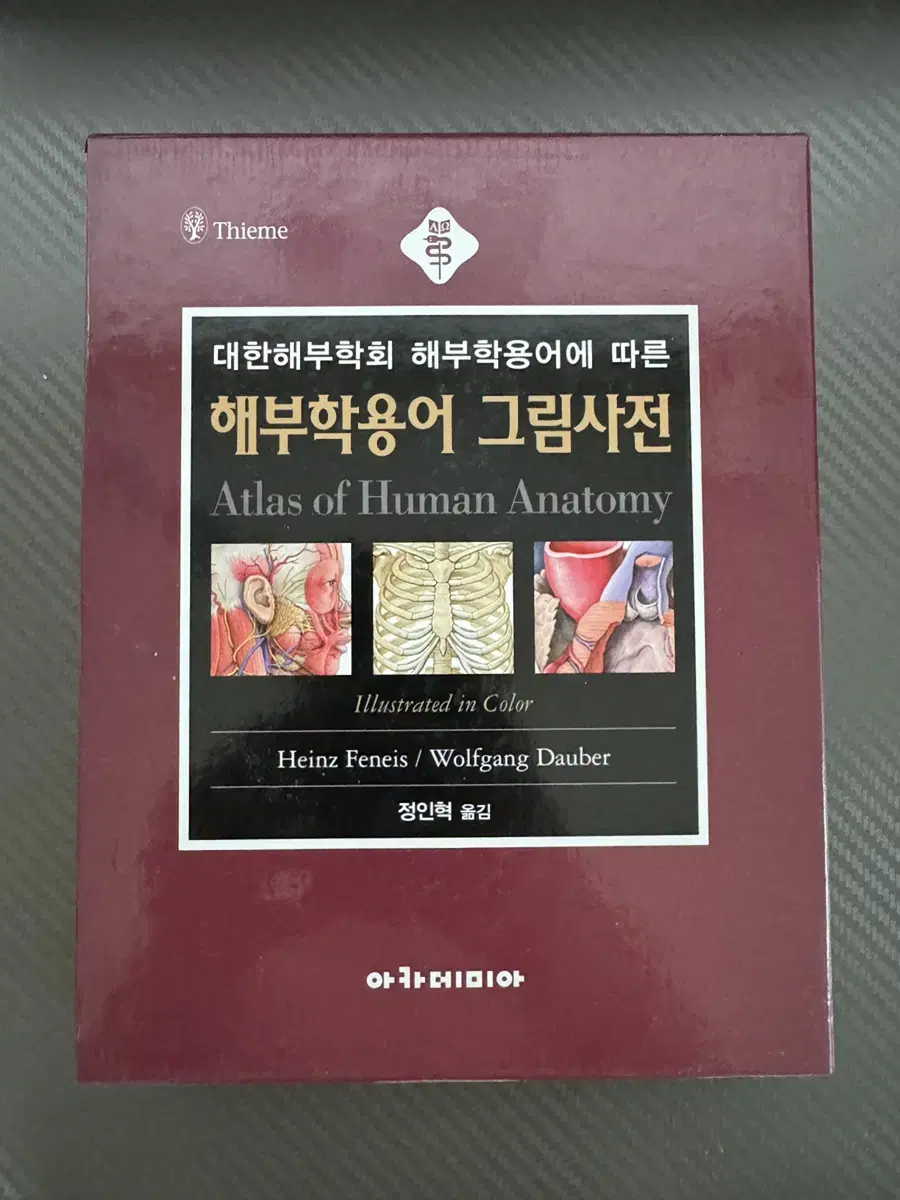 Thieme
ΑΩ
대한해부학회 해부학용어에 따른
해부학용어 그림사전
Atlas of Human Anatomy
Illustrated in Color
Heinz Feneis / Wolfgang Dauber
정인혁 옮김
아카데미아